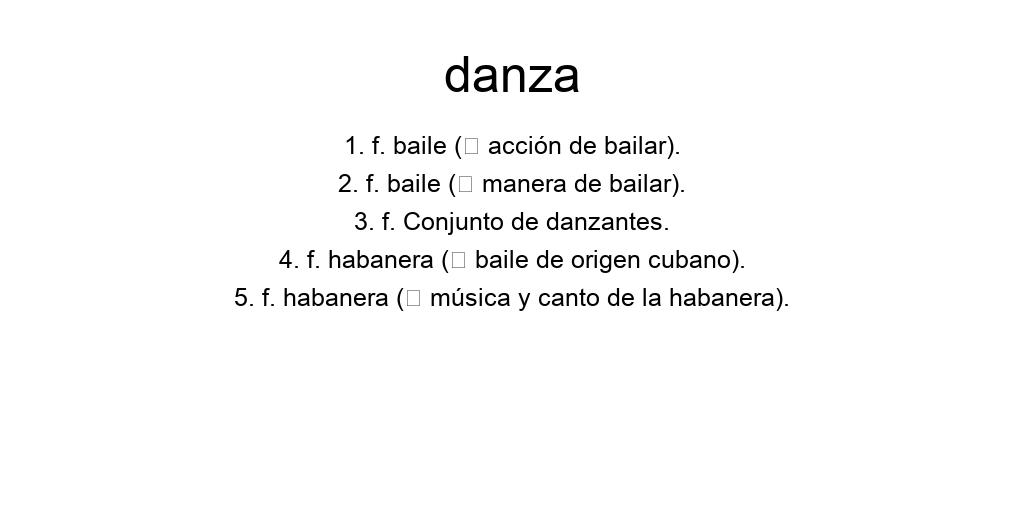 danza
1. f. baile (□ acción de bailar).
2. f. baile (□ manera de bailar).
3. f. Conjunto de danzantes.
4. f. habanera (□ baile de origen cubano).
5. f. habanera (□ música y canto de la habanera).